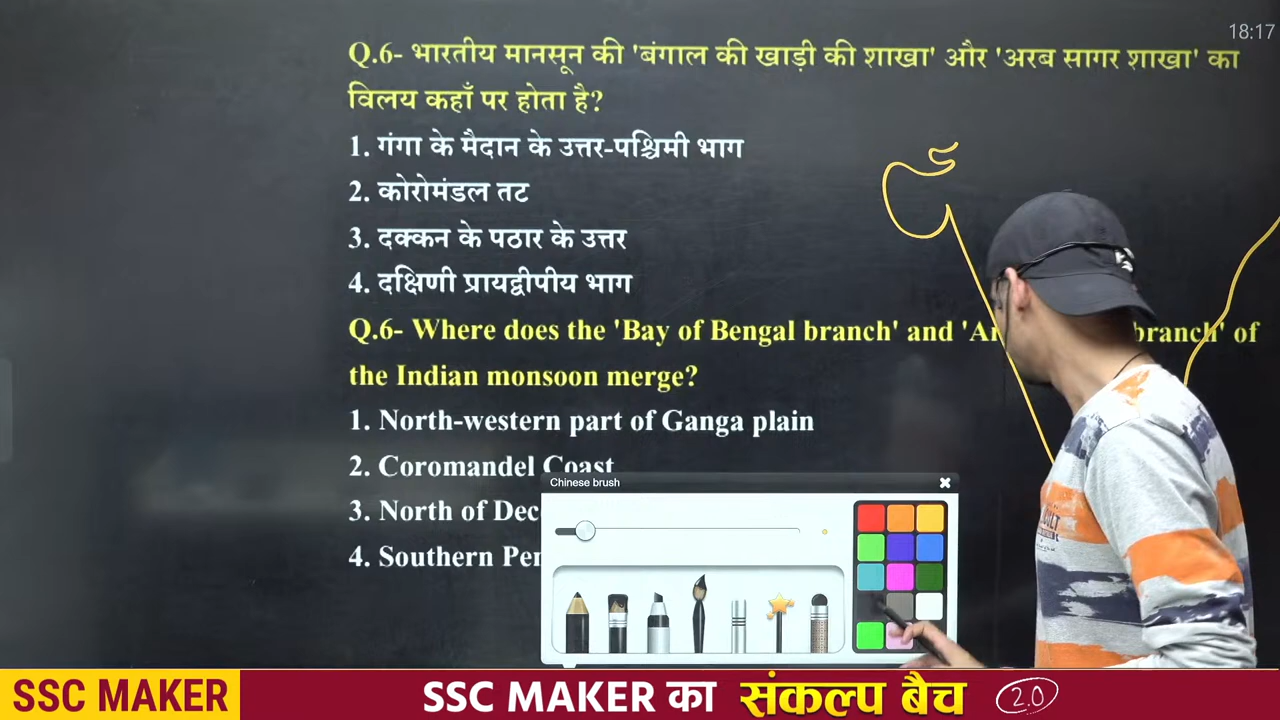 18:17
Q.6- भारतीय मानसून की 'बंगाल की खाड़ी की शाखा' और 'अरब सागर शाखा' का
विलय कहाँ पर होता है?
1. गंगा के मैदान के उत्तर-पश्चिमी भाग
2. कोरोमंडल तट
3. दक्कन के पठार के उत्तर
4. दक्षिणी प्रायद्वीपीय भाग
Q.6- Where does the 'Bay of Bengal branch' and branch' of
the Indian monsoon merge?
1. North-western part of Ganga plain
2. Coromandel Coast
3. North of
4. Southern
Chinese brush
SSC MAKER
SSC MAKER का संकल्प बैच 2.0